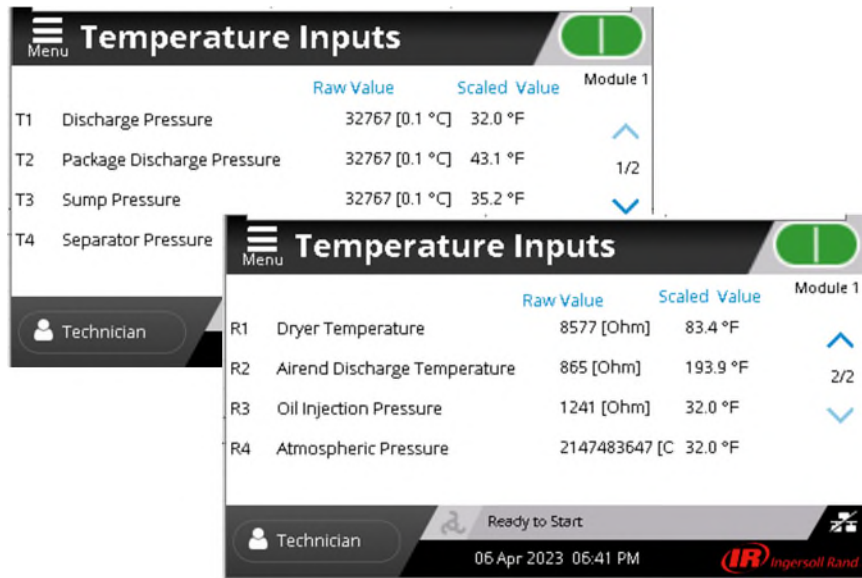 Menu Temperature Inputs
Raw Value Scaled Value Module 1
T1 Discharge Pressure 32767 [0.1 °C] 32.0 °F
T2 Package Discharge Pressure 32767 [0.1 °C] 43.1 °F
1/2
T3 Sump Pressure 32767 [0.1 °C] 35.2 °F
T4 Separator Pressure
Technician
Menu Temperature Inputs
Raw Value Scaled Value Module 1
R1 Dryer Temperature 8577 [Ohm] 83.4 °F
R2 Airend Discharge Temperature 865 [Ohm] 193.9 °F
2/2
R3 Oil Injection Pressure 1241 [Ohm] 32.0 °F
R4 Atmospheric Pressure 2147483647 [C 32.0 °F
Technician
Ready to Start
06 Apr 2023 06:41 PM
IR Ingersoll Rand